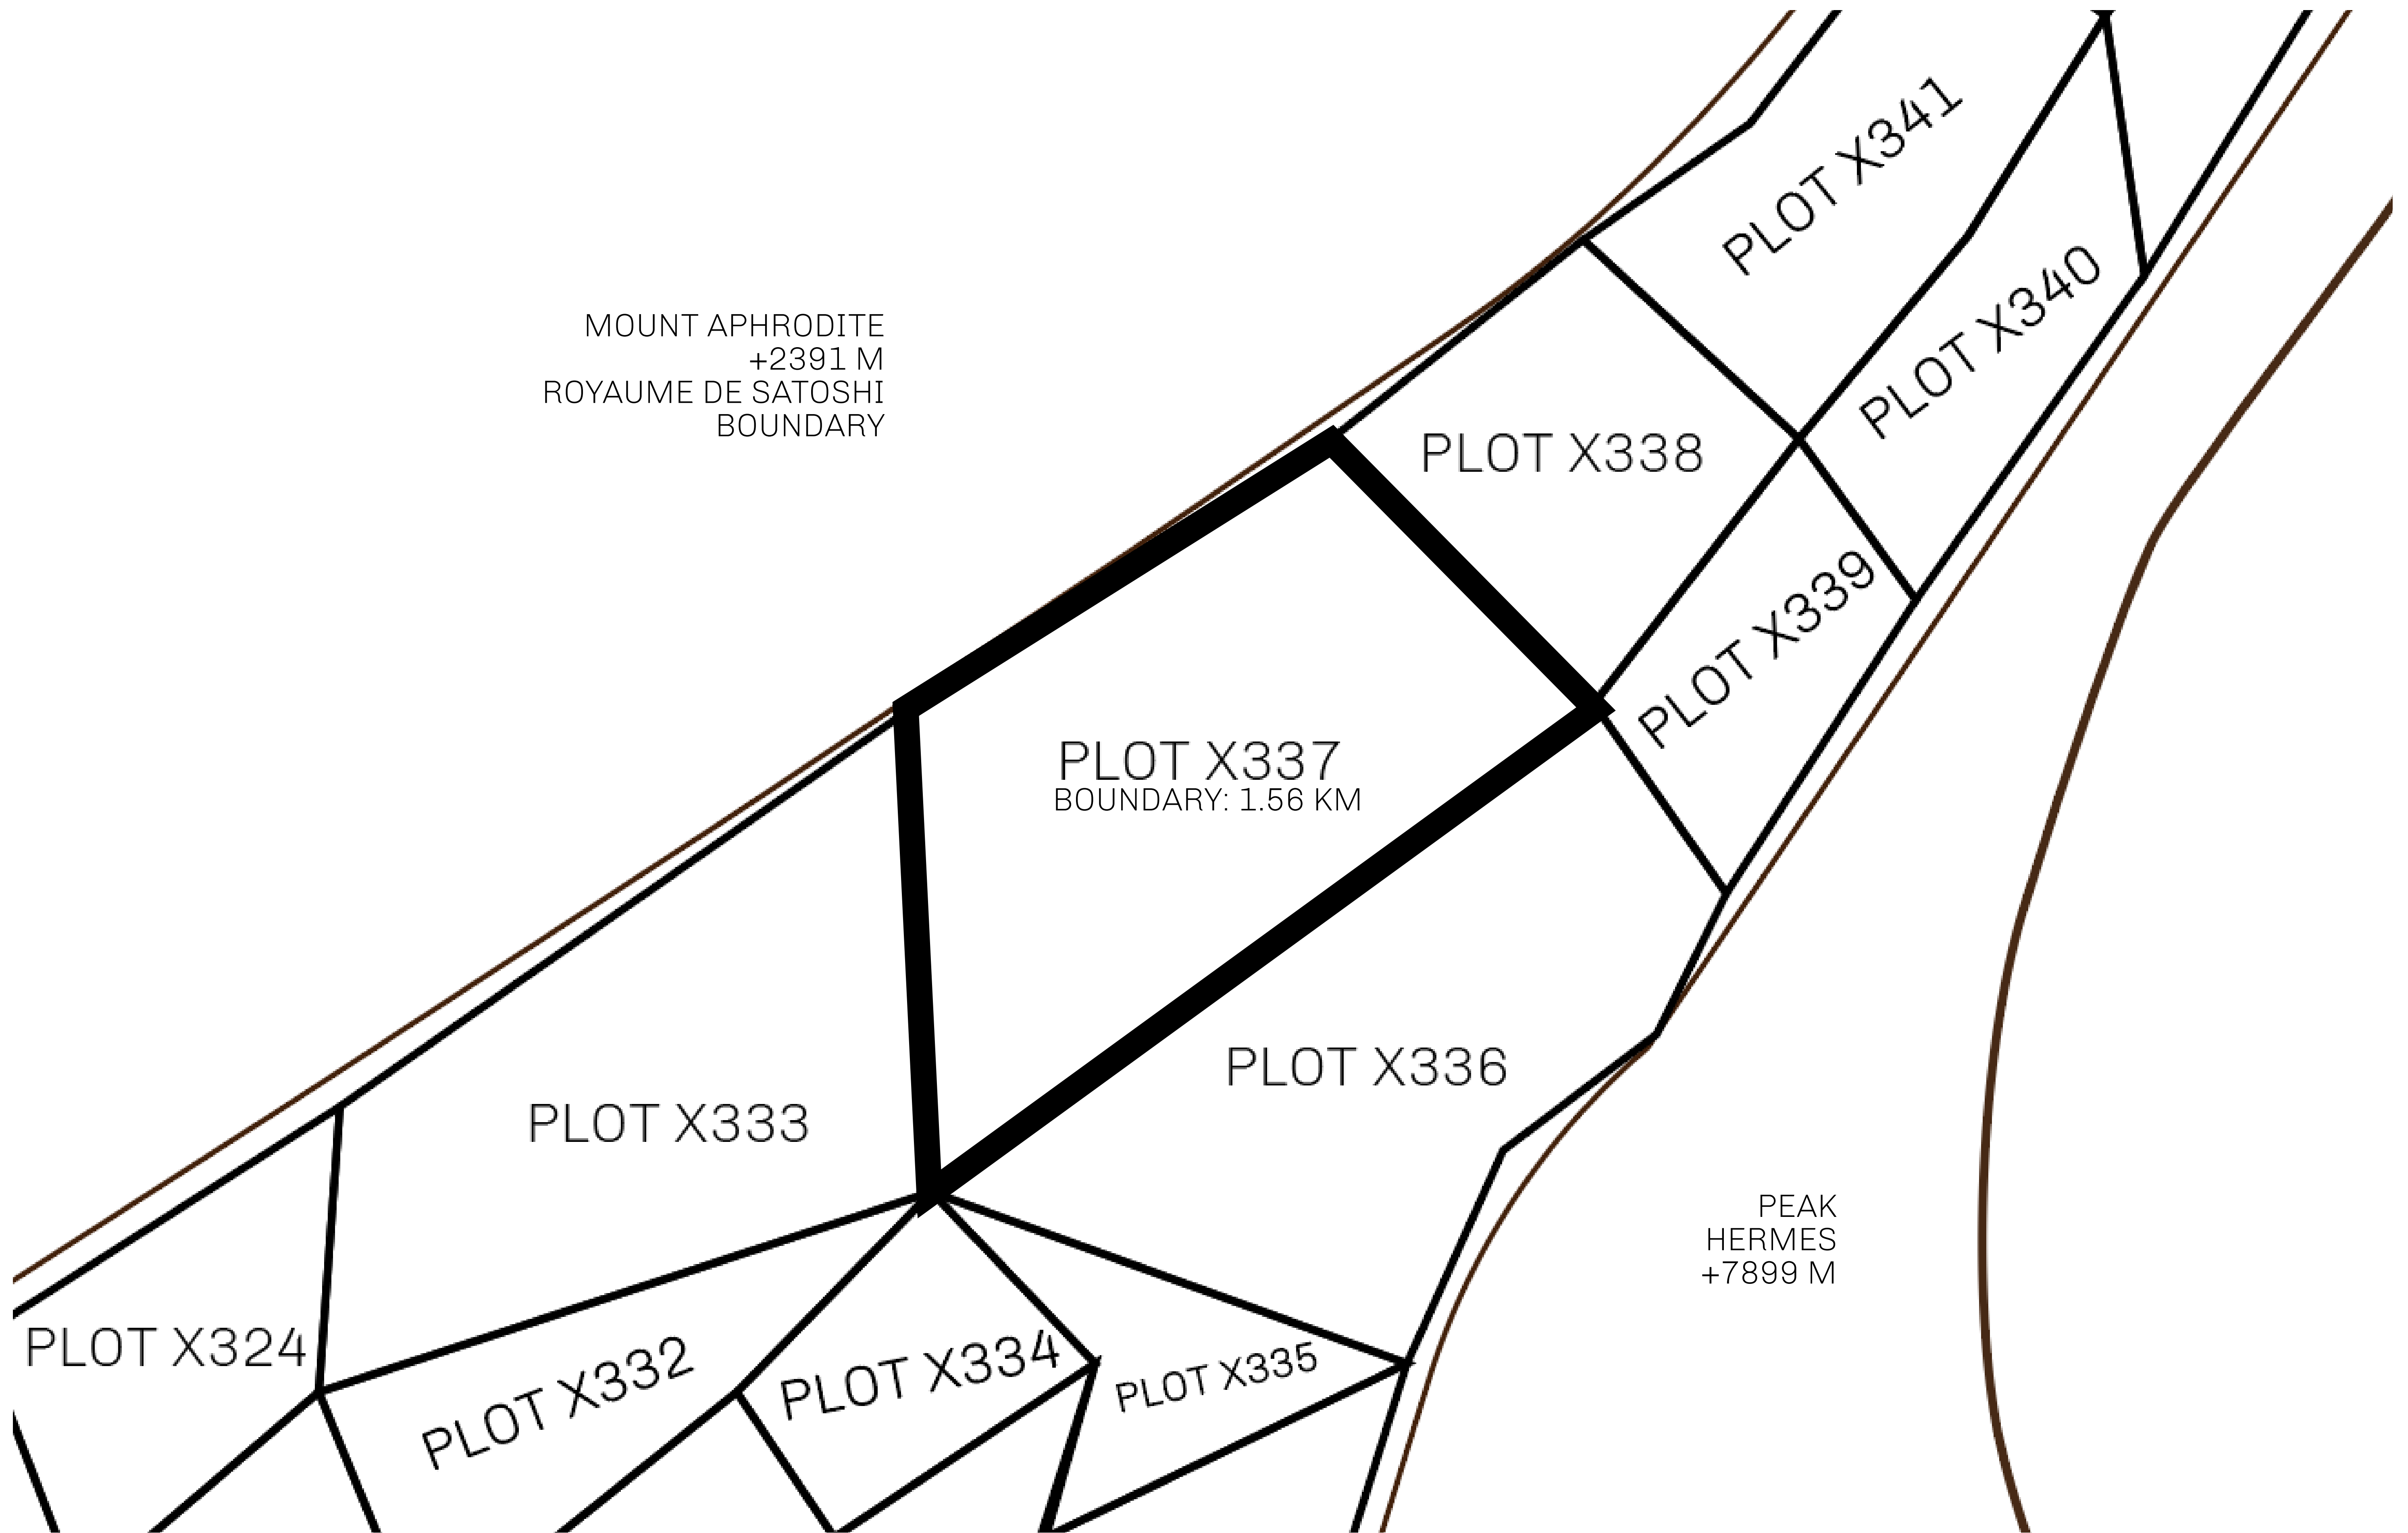 PLOT X341
PLOT X340
MOUNT APHRODITE
+2391 M
ROYAUME DE SATOSHI
BOUNDARY
PLOT X338
PLOT X339
PLOT X337
BOUNDARY: 1.56 KM
PLOT X336
PLOT X333
PEAK
HERMES
+7899 M
PLOT X324
PLOT X332
PLOT X334
PLOT X335